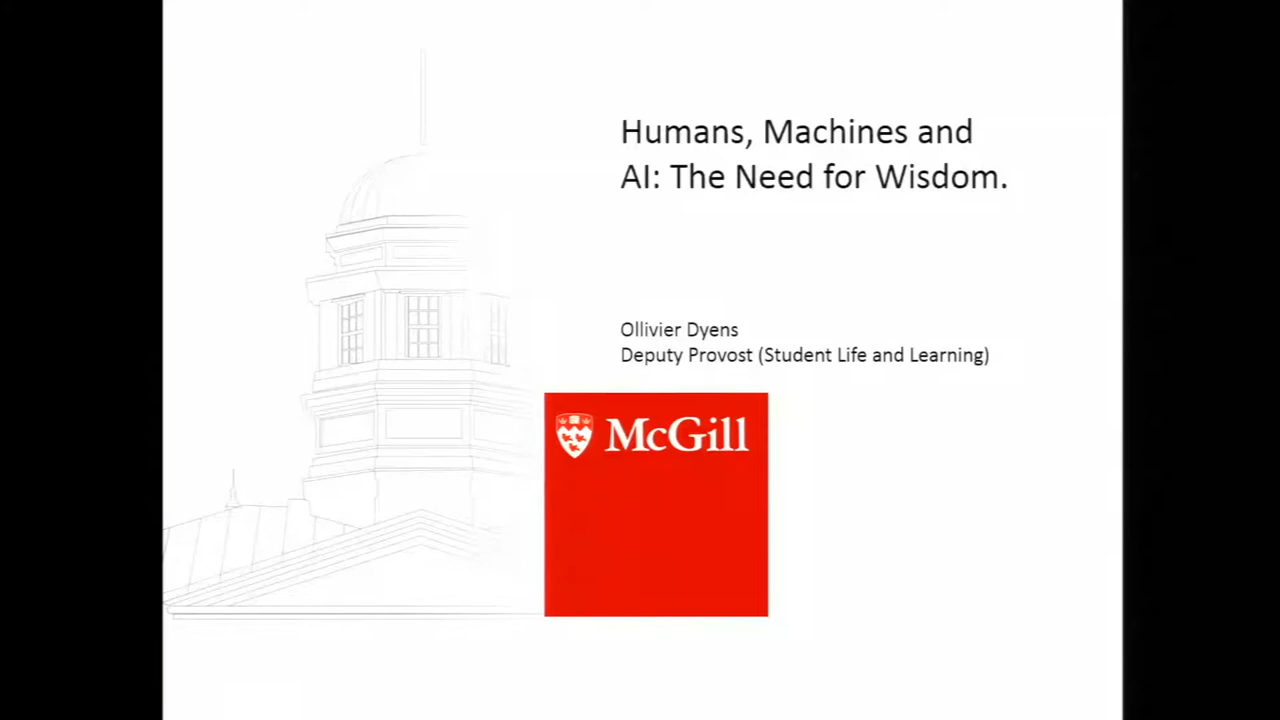 Humans, Machines and
AI: The Need for Wisdom.
Ollivier Dyens
Deputy Provost (Student Life and Learning)
McGill